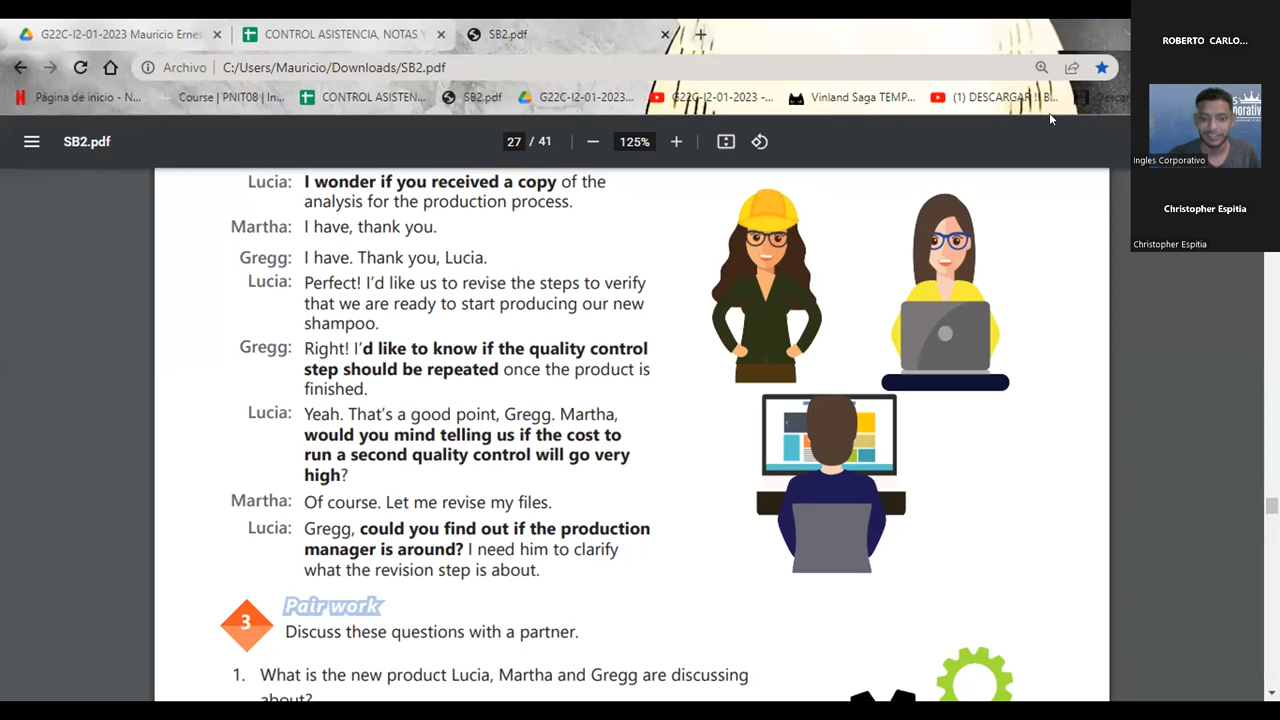 G22C-I2-01-2023 Mauricio Ernes
CONTROL ASISTENCIA, NOTAS Y
SB2.pdf
Archivo C:/Users/Mauricio/Downloads/SB2.pdf
Página de inicio - N...
Course | PNIT08 | In...
CONTROL ASISTEN...
SB2.pdf
G22C-I2-01-2023...
G22C-I2-01-2023 -...
Vinland Saga TEMP...
(1) DESCARGAR !! B...
SB2.pdf
27 / 41
125%
Lucia: I wonder if you received a copy of the
analysis for the production process.
Martha: I have, thank you.
Gregg: I have. Thank you, Lucia.
Lucia: Perfect! I'd like us to revise the steps to verify
that we are ready to start producing our new
shampoo.
Gregg: Right! I'd like to know if the quality control
step should be repeated once the product is
finished.
Lucia: Yeah. That's a good point, Gregg. Martha,
would you mind telling us if the cost to
run a second quality control will go very
high?
Martha: Of course. Let me revise my files.
Lucia: Gregg, could you find out if the production
manager is around? I need him to clarify
what the revision step is about.
3 Pair work
Discuss these questions with a partner.
1. What is the new product Lucia, Martha and Gregg are discussing
about?
ROBERTO CARLO...
Ingles Corporativo
Christopher Espitia
Christopher Espitia